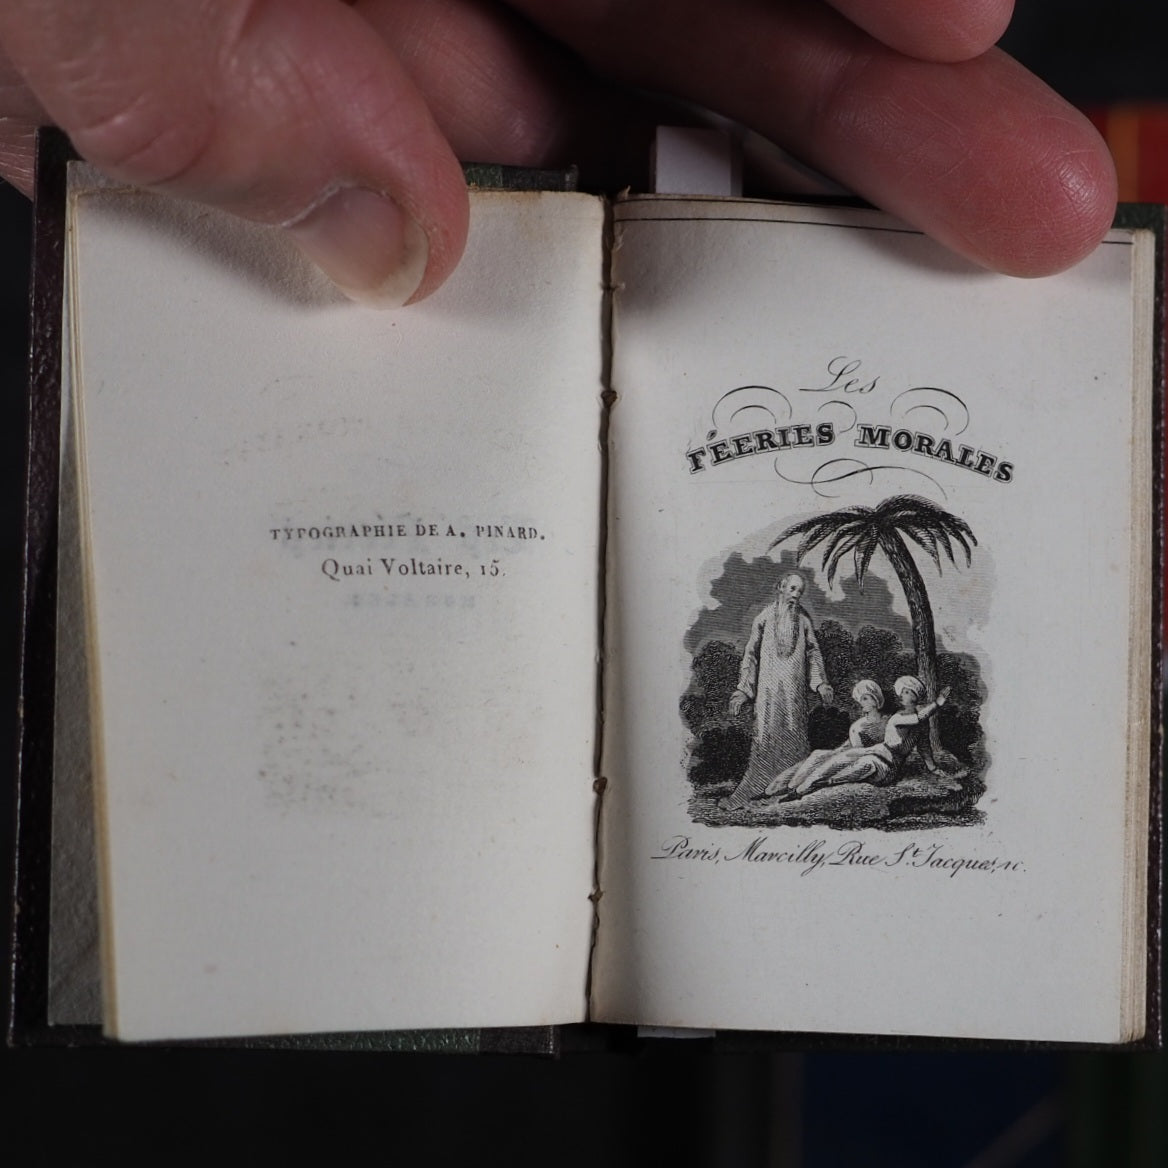 TYPOGRAPHIE DE A. PINARD.
Quai Voltaire, 15.
Les
FÉERIES MORALES
Paris, Marcilly, Rue St. Jacques, 10.